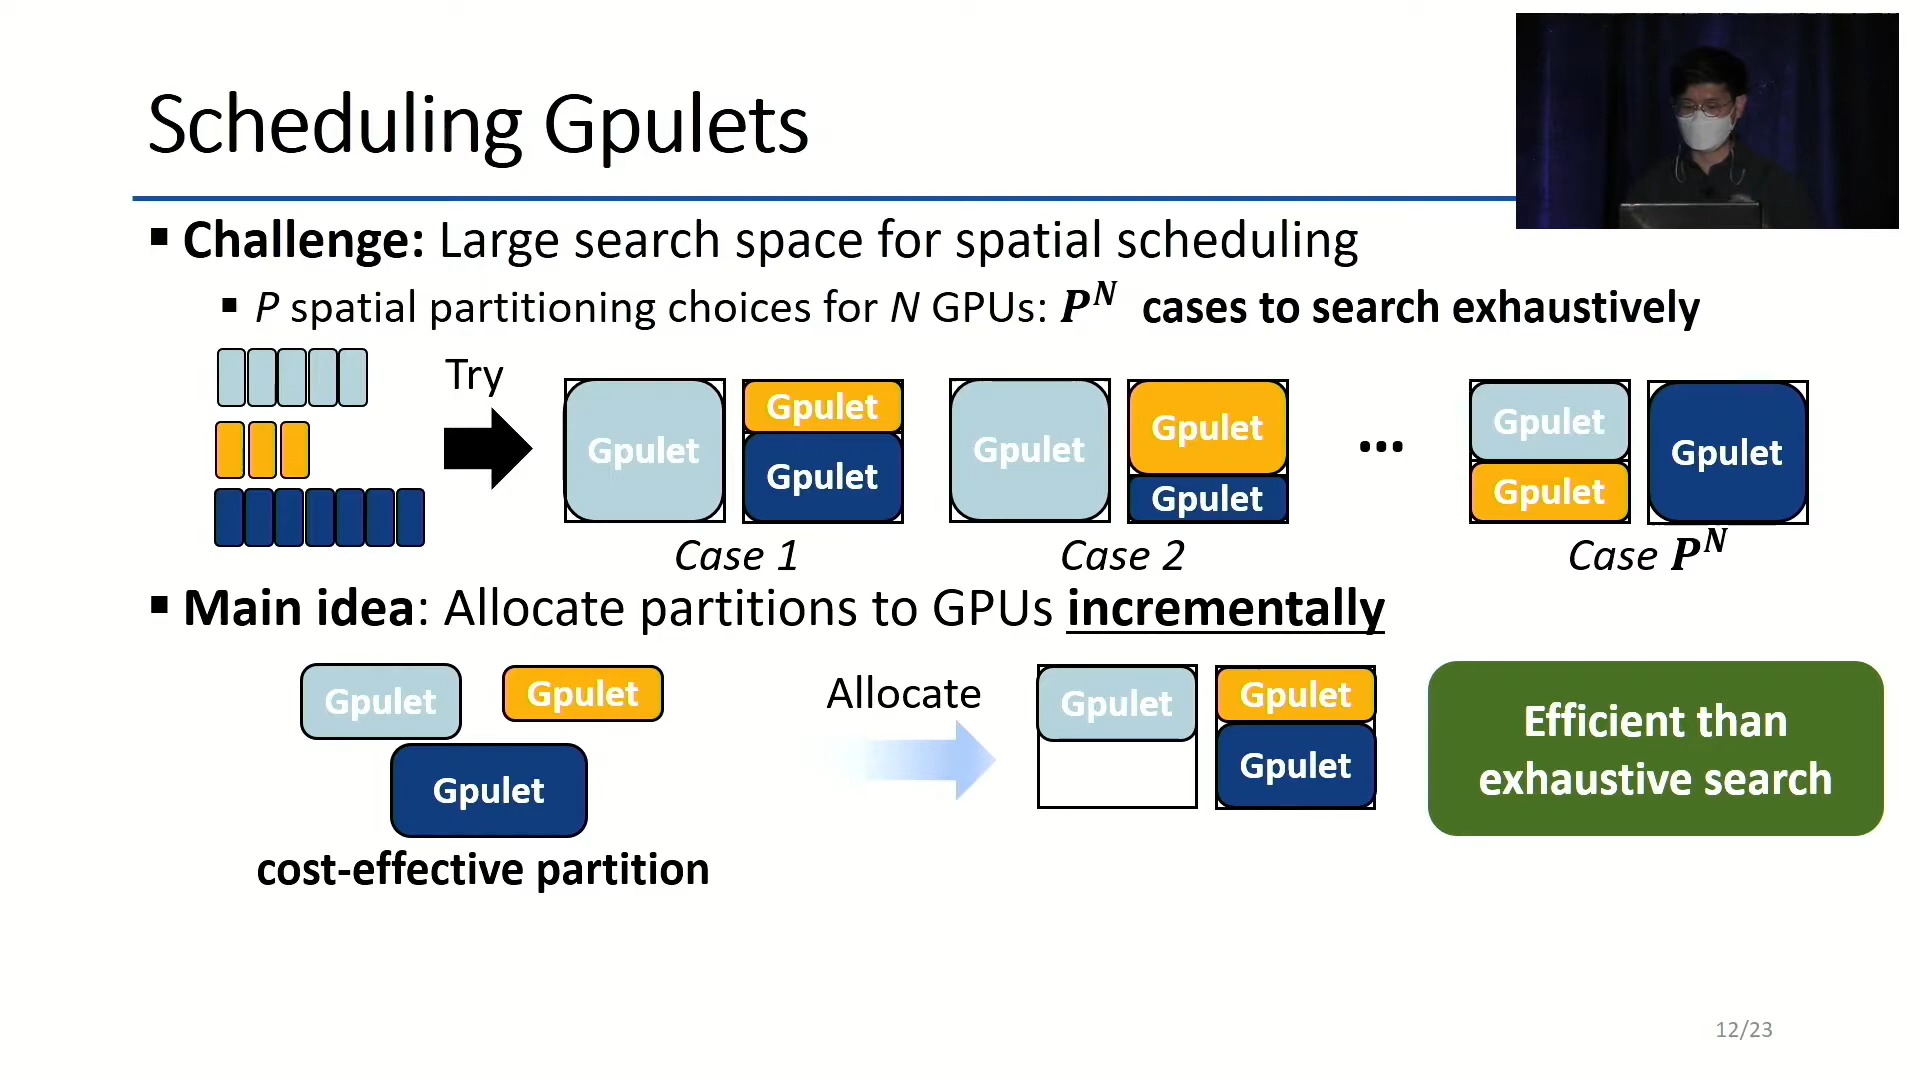 Scheduling Gpulets
▪ Challenge: Large search space for spatial scheduling
▪ P spatial partitioning choices for N GPUs: P^N cases to search exhaustively
Try
Gpulet
Gpulet
Gpulet
Case 1
Gpulet
Gpulet
Gpulet
Case 2
...
Gpulet
Gpulet
Gpulet
Case P^N
▪ Main idea: Allocate partitions to GPUs incrementally
Gpulet
Gpulet
Gpulet
cost-effective partition
Allocate
Gpulet
Gpulet
Gpulet
Efficient than
exhaustive search
12/23